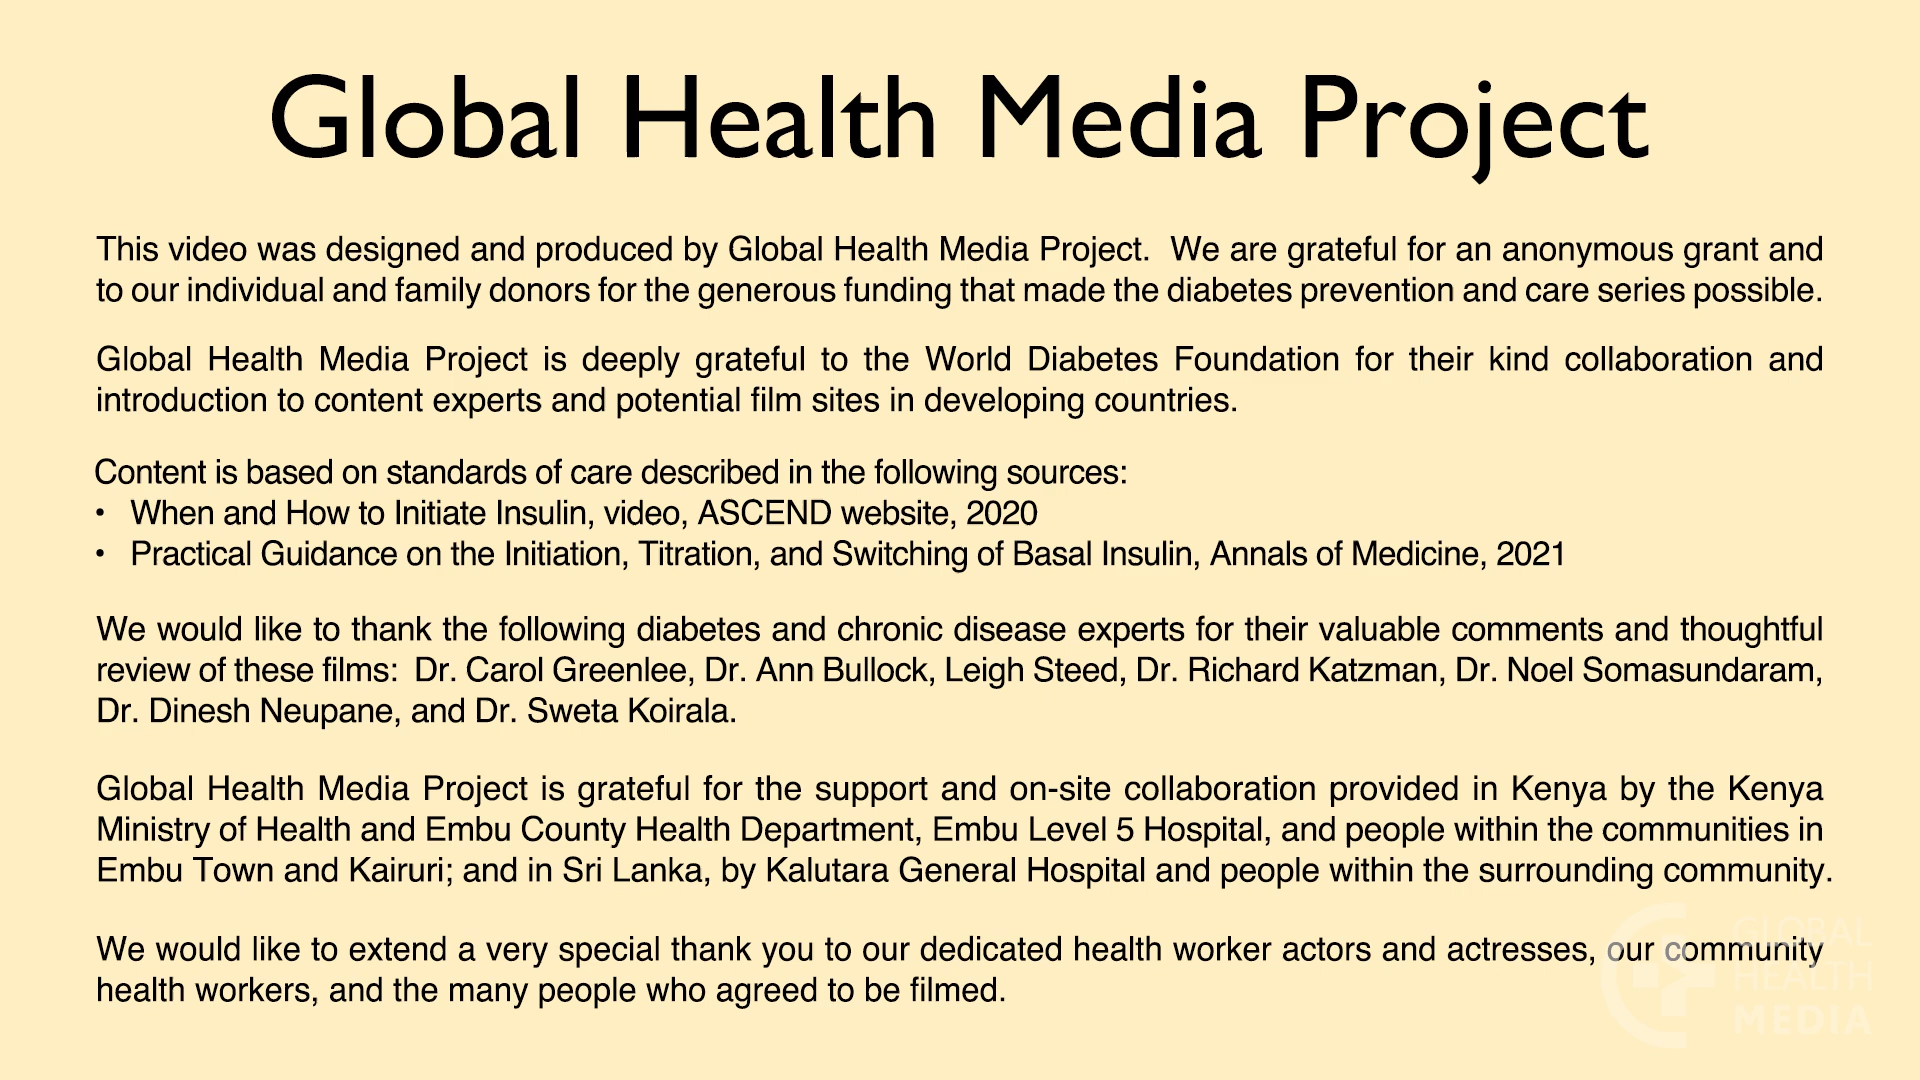 Global Health Media Project
This video was designed and produced by Global Health Media Project.  We are grateful for an anonymous grant and
to our individual and family donors for the generous funding that made the diabetes prevention and care series possible.
Global Health Media Project is deeply grateful to the World Diabetes Foundation for their kind collaboration and
introduction to content experts and potential film sites in developing countries.
Content is based on standards of care described in the following sources:
• When and How to Initiate Insulin, video, ASCEND website, 2020
• Practical Guidance on the Initiation, Titration, and Switching of Basal Insulin, Annals of Medicine, 2021
We would like to thank the following diabetes and chronic disease experts for their valuable comments and thoughtful
review of these films:  Dr. Carol Greenlee, Dr. Ann Bullock, Leigh Steed, Dr. Richard Katzman, Dr. Noel Somasundaram,
Dr. Dinesh Neupane, and Dr. Sweta Koirala.
Global Health Media Project is grateful for the support and on-site collaboration provided in Kenya by the Kenya
Ministry of Health and Embu County Health Department, Embu Level 5 Hospital, and people within the communities in
Embu Town and Kairuri; and in Sri Lanka, by Kalutara General Hospital and people within the surrounding community.
We would like to extend a very special thank you to our dedicated health worker actors and actresses, our community
health workers, and the many people who agreed to be filmed.
GLOBAL
HEALTH
MEDIA